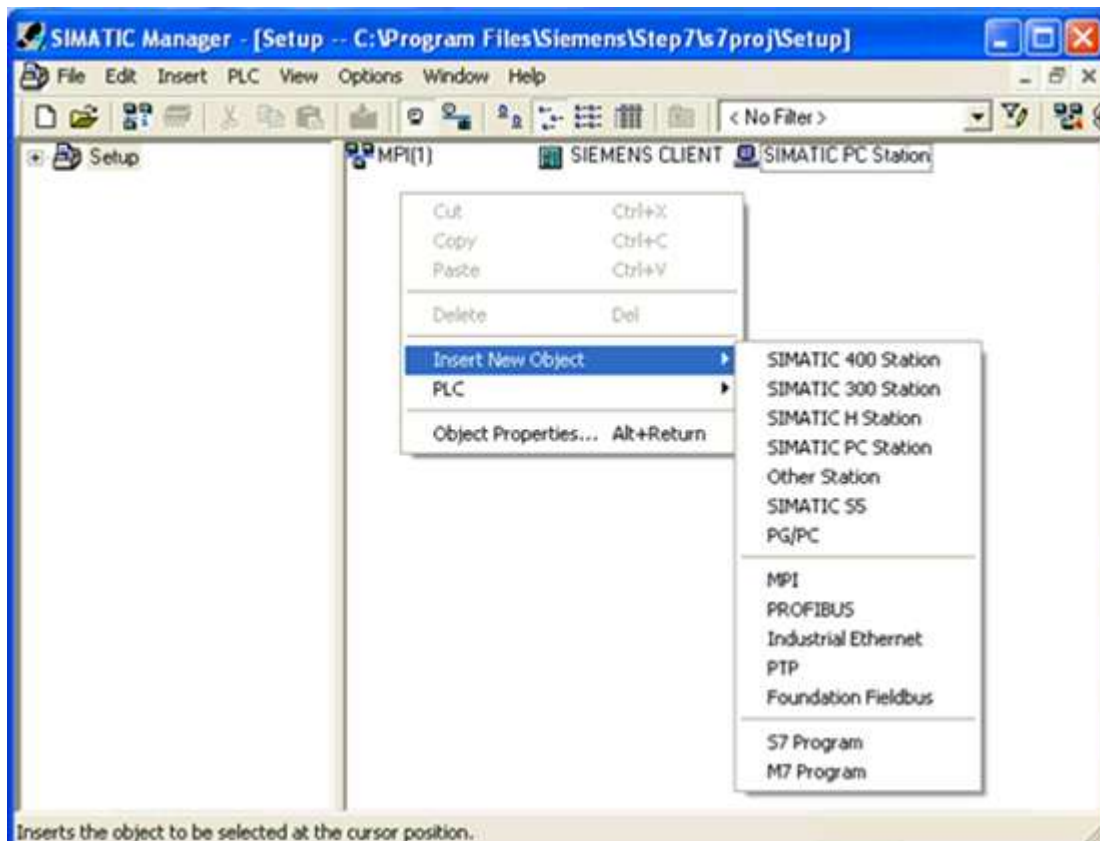 SIMATIC Manager - [Setup -- C:\Program Files\Siemens\Step7\s7proj\Setup]
File Edit Insert PLC View Options Window Help
< No Filter >
Setup
MPI(1) SIEMENS CLIENT SIMATIC PC Station
Cut Ctrl+X
Copy Ctrl+C
Paste Ctrl+V
Delete Del
Insert New Object
PLC
Object Properties... Alt+Return
SIMATIC 400 Station
SIMATIC 300 Station
SIMATIC H Station
SIMATIC PC Station
Other Station
SIMATIC S5
PG/PC
MPI
PROFIBUS
Industrial Ethernet
PTP
Foundation Fieldbus
S7 Program
M7 Program
Inserts the object to be selected at the cursor position.